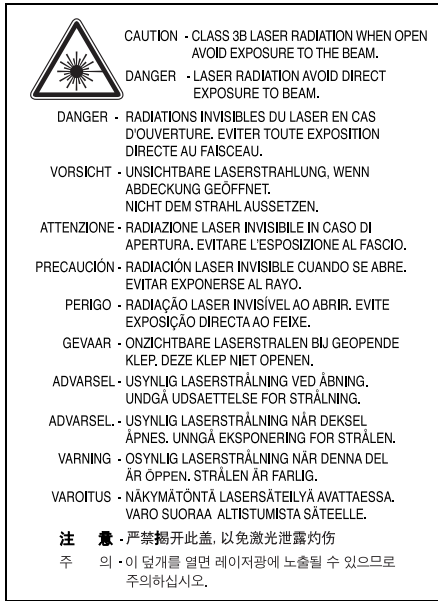 CAUTION - CLASS 3B LASER RADIATION WHEN OPEN
AVOID EXPOSURE TO THE BEAM.
DANGER - LASER RADIATION AVOID DIRECT
EXPOSURE TO BEAM.
DANGER - RADIATIONS INVISIBLES DU LASER EN CAS
D'OUVERTURE. EVITER TOUTE EXPOSITION
DIRECTE AU FAISCEAU.
VORSICHT - UNSICHTBARE LASERSTRAHLUNG, WENN
ABDECKUNG GEÖFFNET.
NICHT DEM STRAHL AUSSETZEN.
ATTENZIONE - RADIAZIONE LASER INVISIBILE IN CASO DI
APERTURA. EVITARE L'ESPOSIZIONE AL FASCIO.
PRECAUCIÓN - RADIACIÓN LASER INVISIBLE CUANDO SE ABRE.
EVITAR EXPONERSE AL RAYO.
PERIGO - RADIAÇÃO LASER INVISÍVEL AO ABRIR. EVITE
EXPOSIÇÃO DIRECTA AO FEIXE.
GEVAAR - ONZICHTBARE LASERSTRALEN BIJ GEOPENDE
KLEP. DEZE KLEP NIET OPENEN.
ADVARSEL - USYNLIG LASERSTRÅLNING VED ÅBNING.
UNDGÅ UDSAETTELSE FOR STRÅLNING.
ADVARSEL. - USYNLIG LASERSTRÅLNING NÅR DEKSEL
ÅPNES. UNNGÅ EKSPONERING FOR STRÅLEN.
VARNING - OSYNLIG LASERSTRÅLNING NÄR DENNA DEL
ÄR ÖPPEN. STRÅLEN ÄR FARLIG.
VAROITUS - NÄKYMÄTÖNTÄ LASERSÄTEILYÄ AVATTAESSA.
VARO SUORAA ALTISTUMISTA SÄTEELLE.
注 意 - 严禁揭开此盖, 以免激光泄露灼伤
주 의 - 이 덮개를 열면 레이저광에 노출될 수 있으므로
주의하십시오.